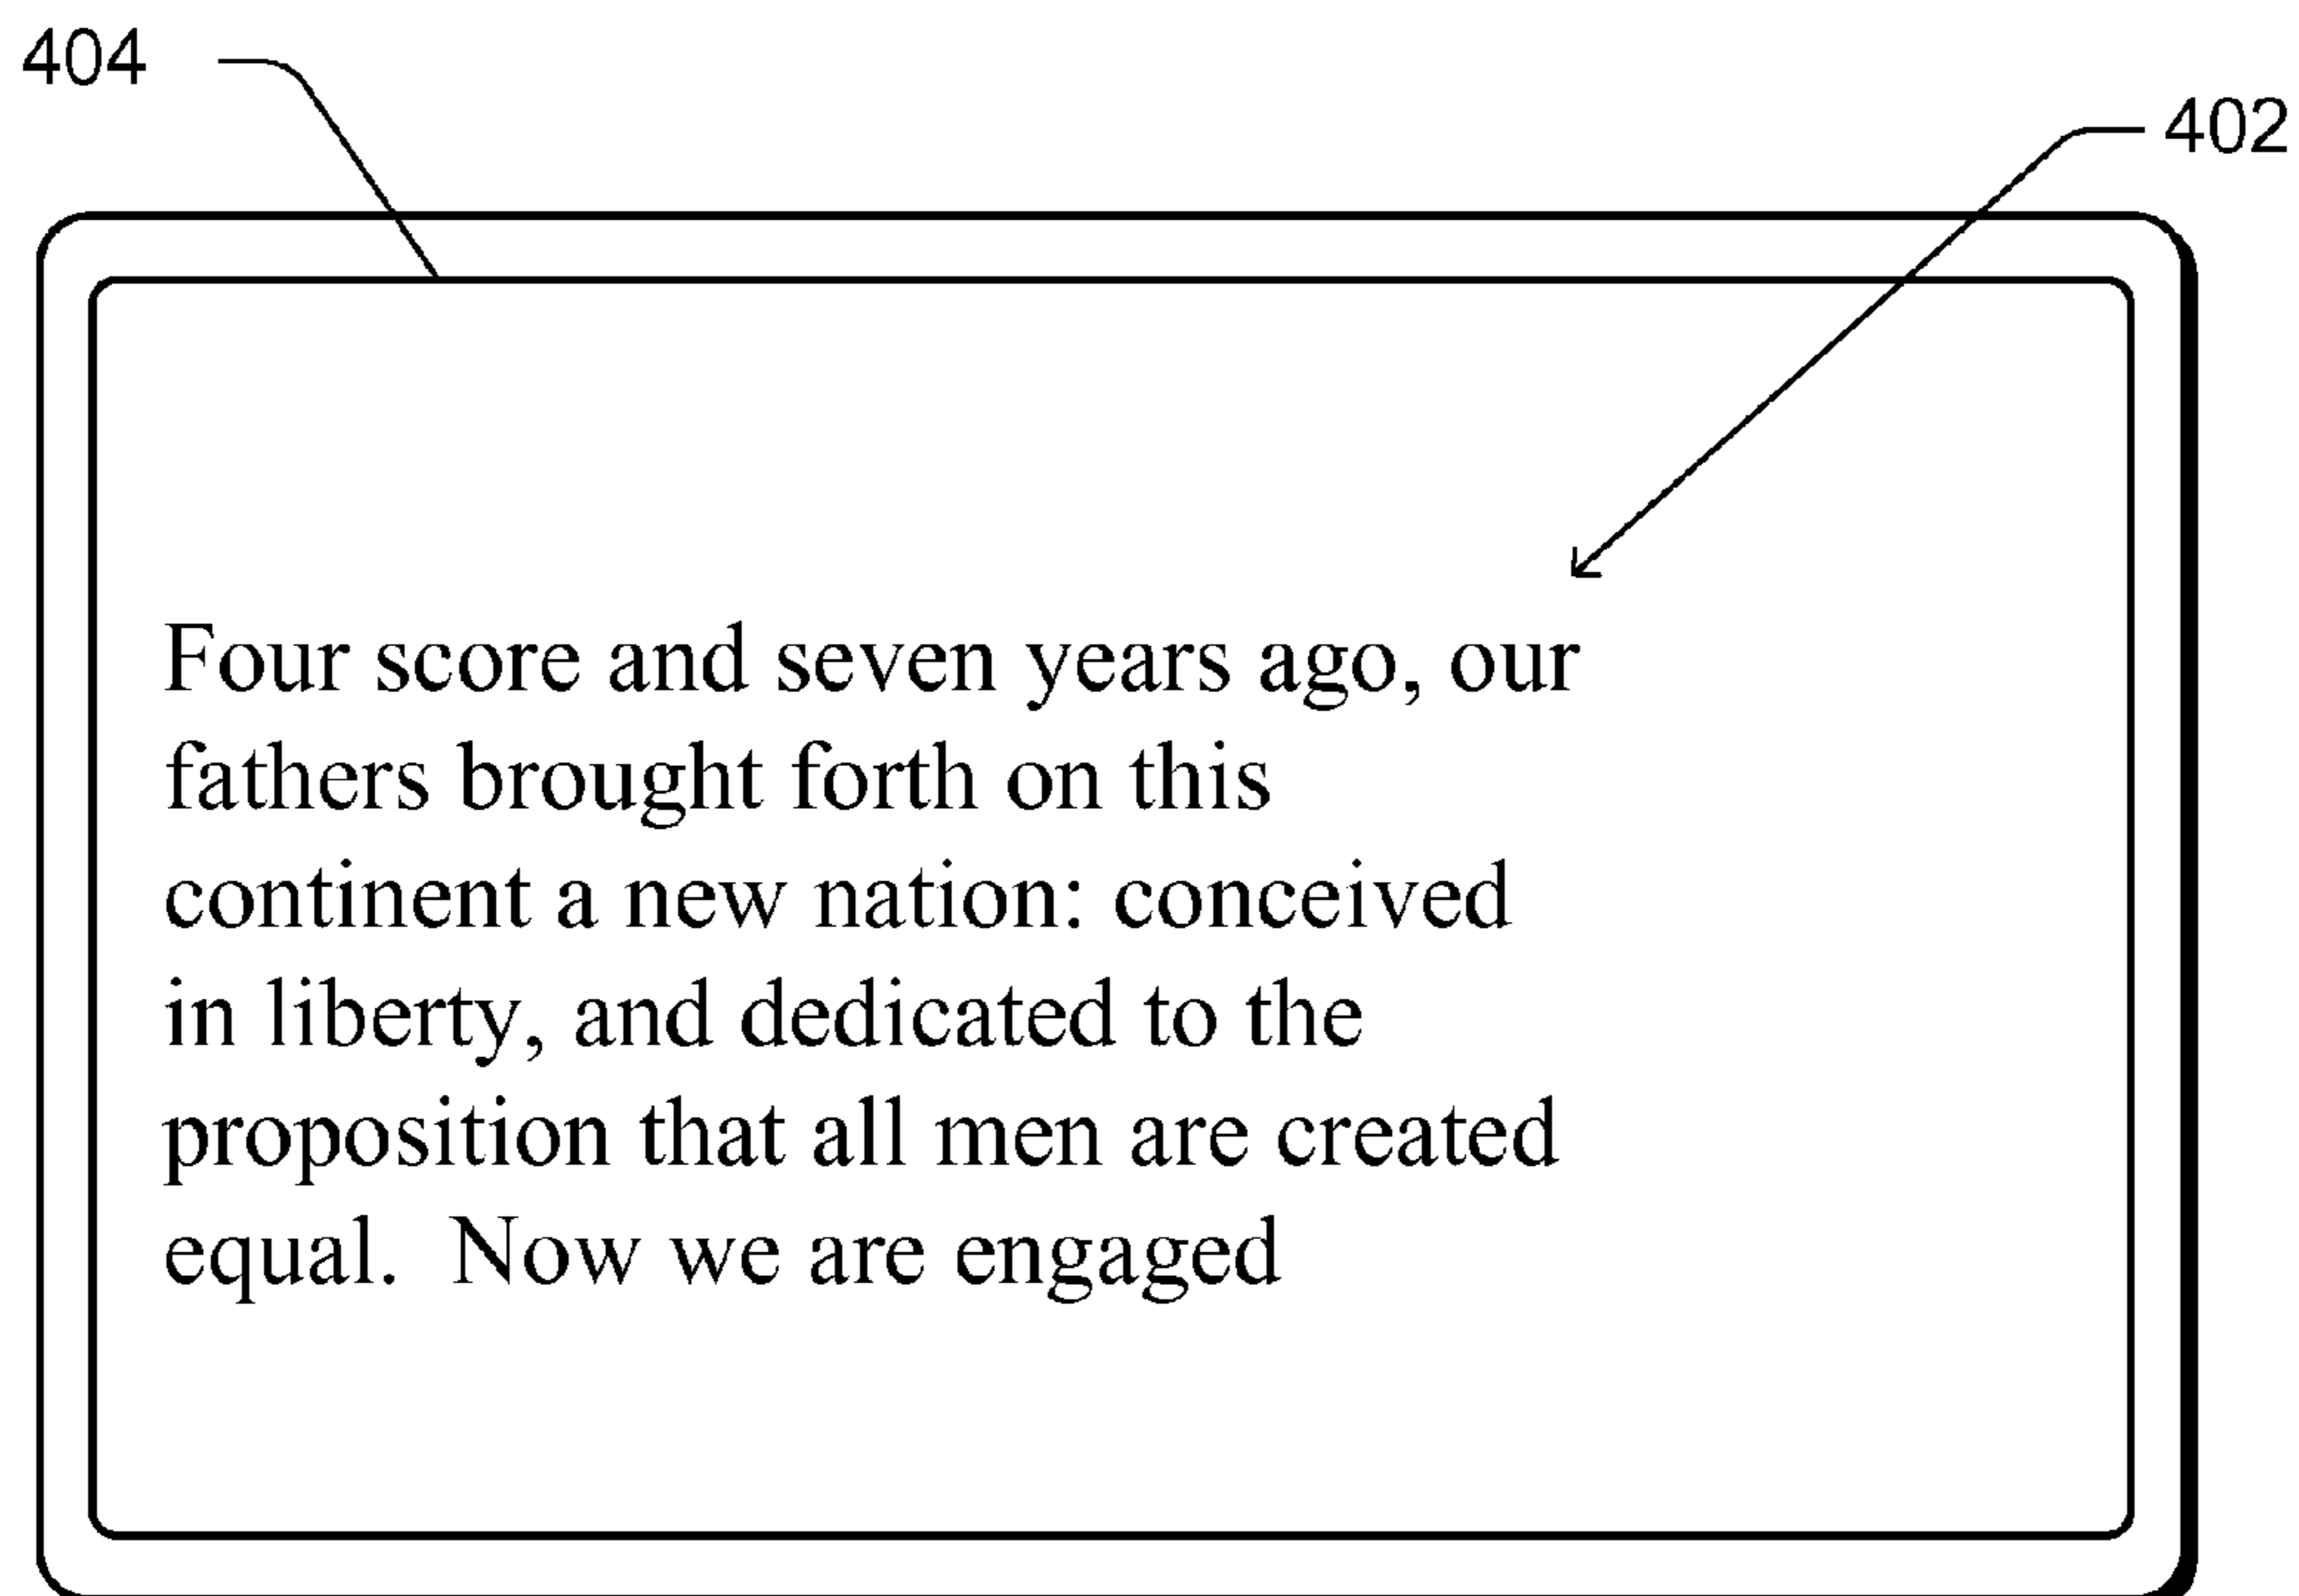 404
402
Four score and seven years ago, our
fathers brought forth on this
continent a new nation: conceived
in liberty, and dedicated to the
proposition that all men are created
equal.  Now we are engaged